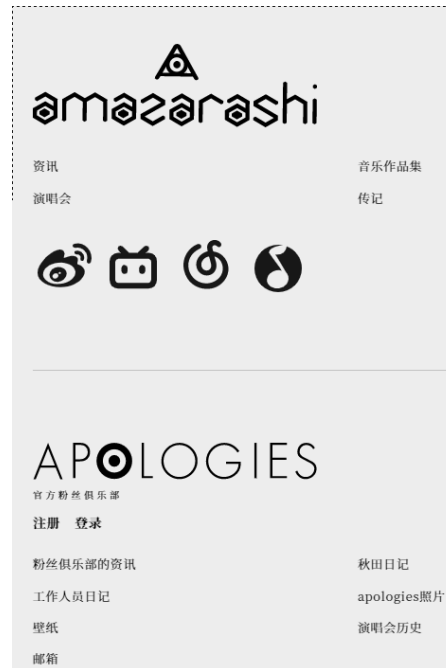 amazarashi
资讯
音乐作品集
演唱会
传记
APOLOGIES
官方粉丝俱乐部
注册 登录
粉丝俱乐部的资讯
秋田日记
工作人员日记
apologies照片
壁纸
演唱会历史
邮箱